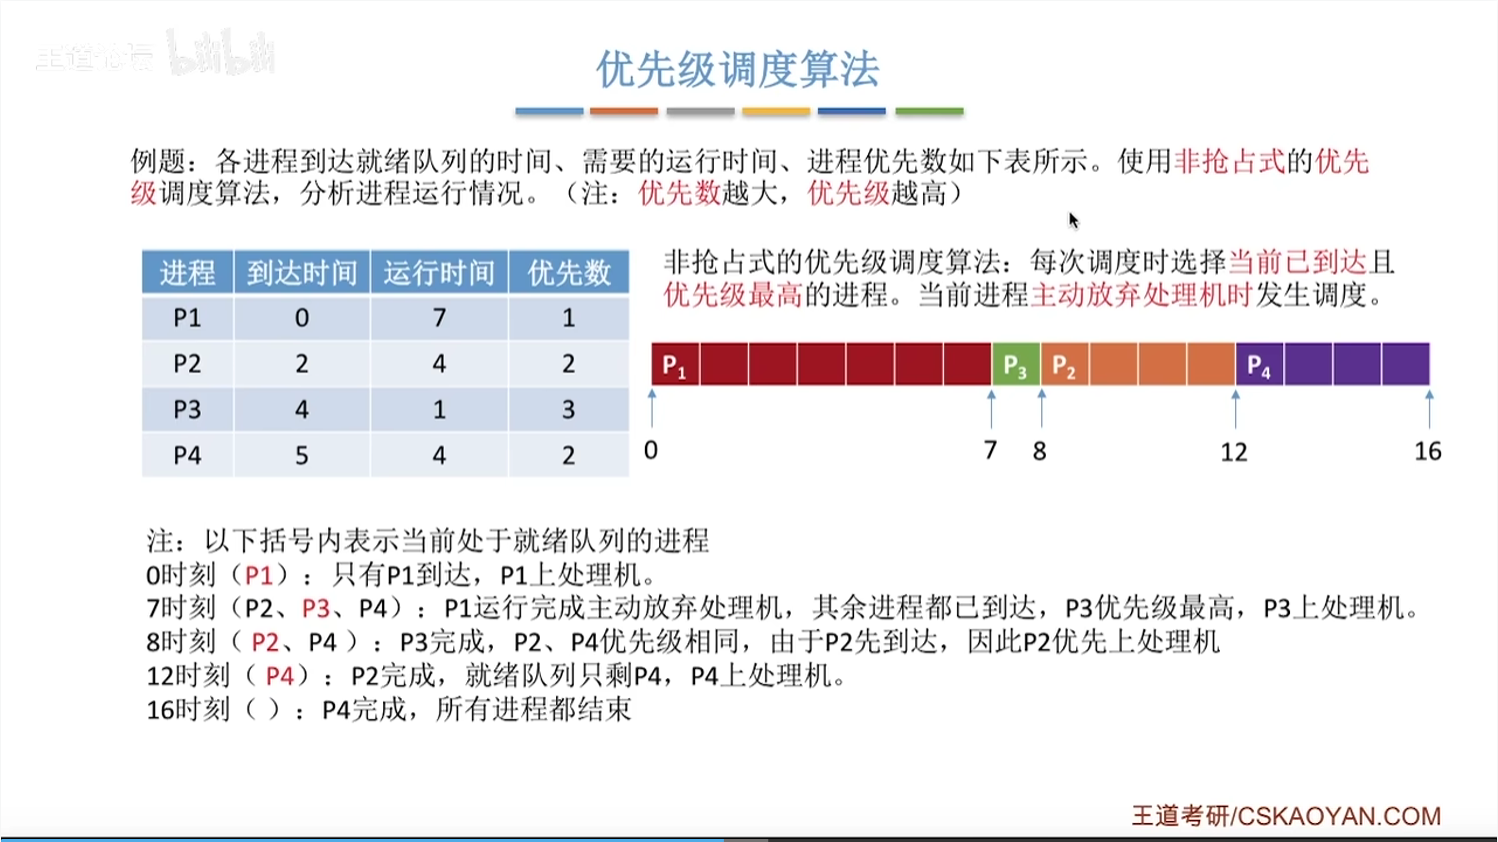 王道论坛 bilibili
优先级调度算法
例题：各进程到达就绪队列的时间、需要的运行时间、进程优先数如下表所示。使用非抢占式的优先
级调度算法，分析进程运行情况。（注：优先数越大，优先级越高）
进程 到达时间 运行时间 优先数
P1 0 7 1
P2 2 4 2
P3 4 1 3
P4 5 4 2
非抢占式的优先级调度算法：每次调度时选择当前已到达且
优先级最高的进程。当前进程主动放弃处理机时发生调度。
P1 P3 P2 P4
0 7 8 12 16
注：以下括号内表示当前处于就绪队列的进程
0时刻（P1）：只有P1到达，P1上处理机。
7时刻（P2、P3、P4）：P1运行完成主动放弃处理机，其余进程都已到达，P3优先级最高，P3上处理机。
8时刻（ P2、P4 ）：P3完成，P2、P4优先级相同，由于P2先到达，因此P2优先上处理机
12时刻（ P4）：P2完成，就绪队列只剩P4，P4上处理机。
16时刻（ ）：P4完成，所有进程都结束
王道考研/CSKAOYAN.COM